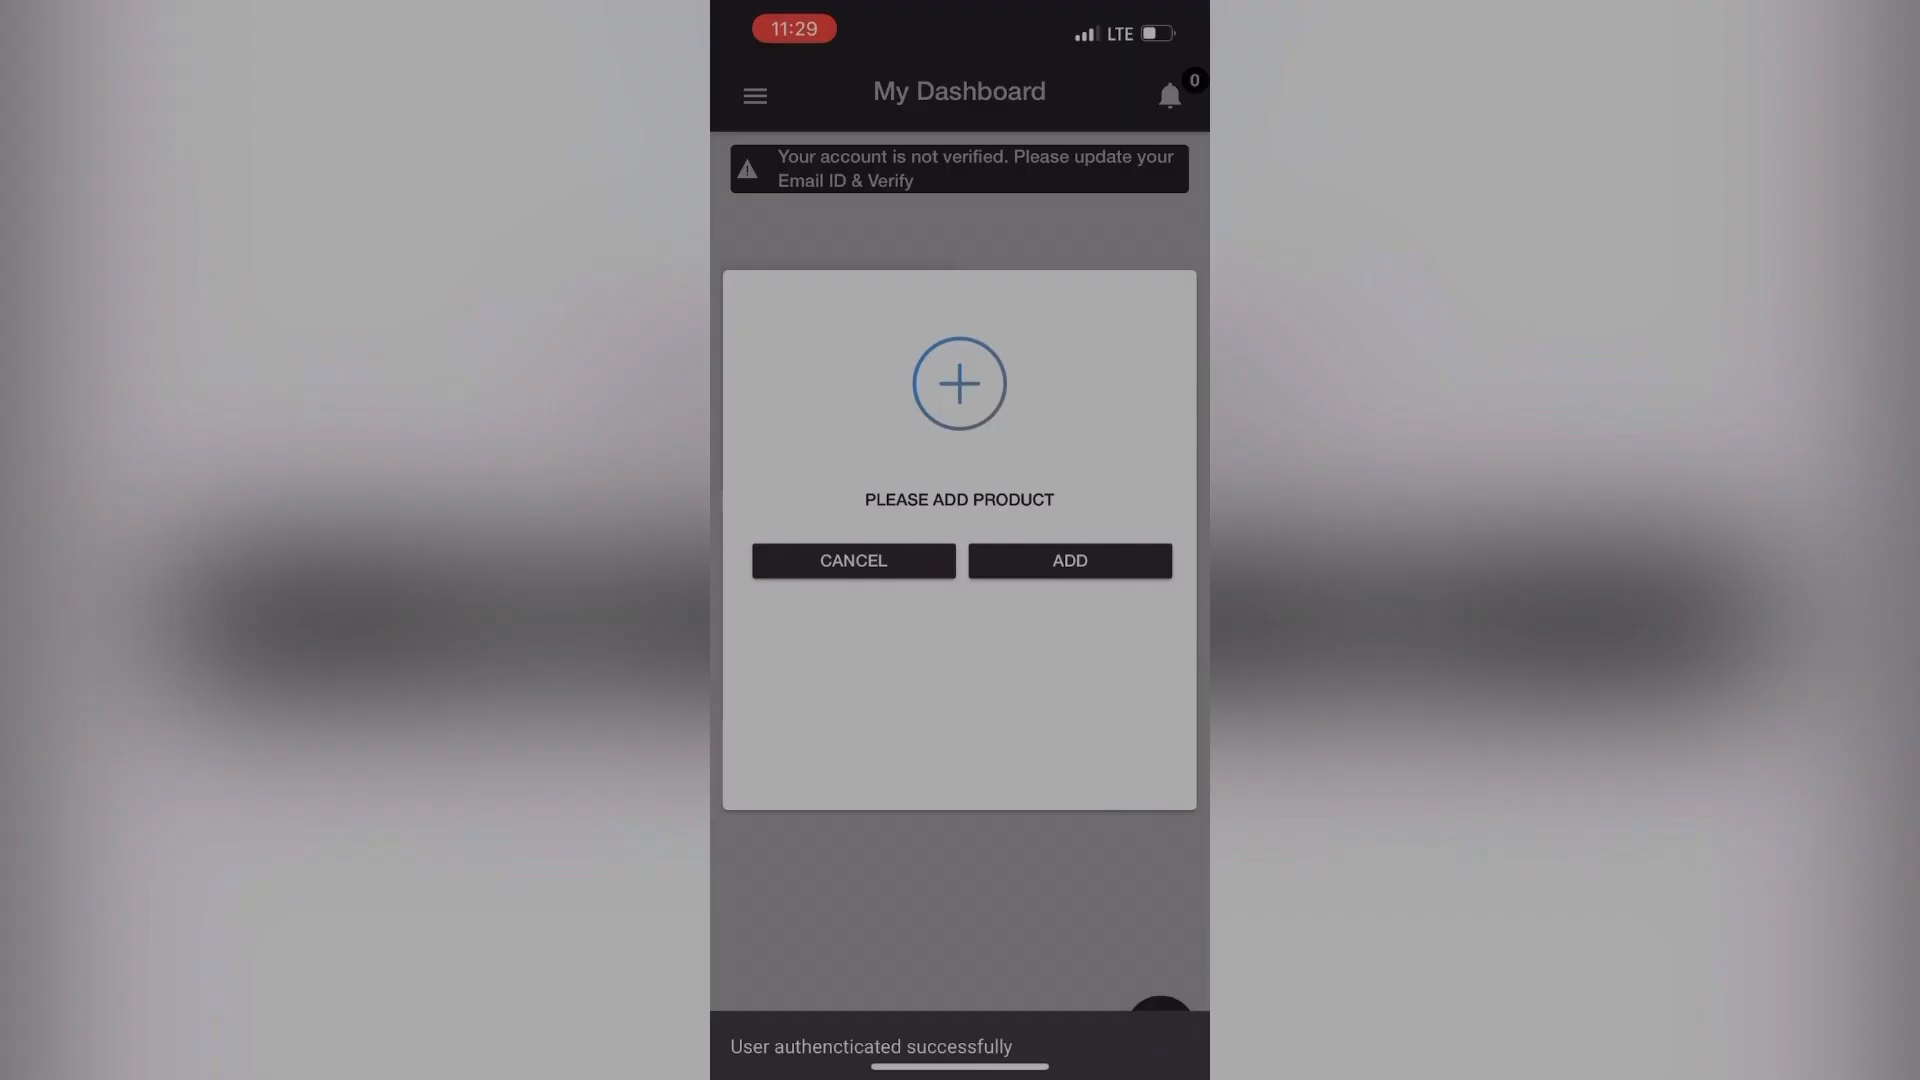 11:29
LTE
My Dashboard
0
Your account is not verified. Please update your
Email ID & Verify
PLEASE ADD PRODUCT
CANCEL
ADD
User authencticated successfully